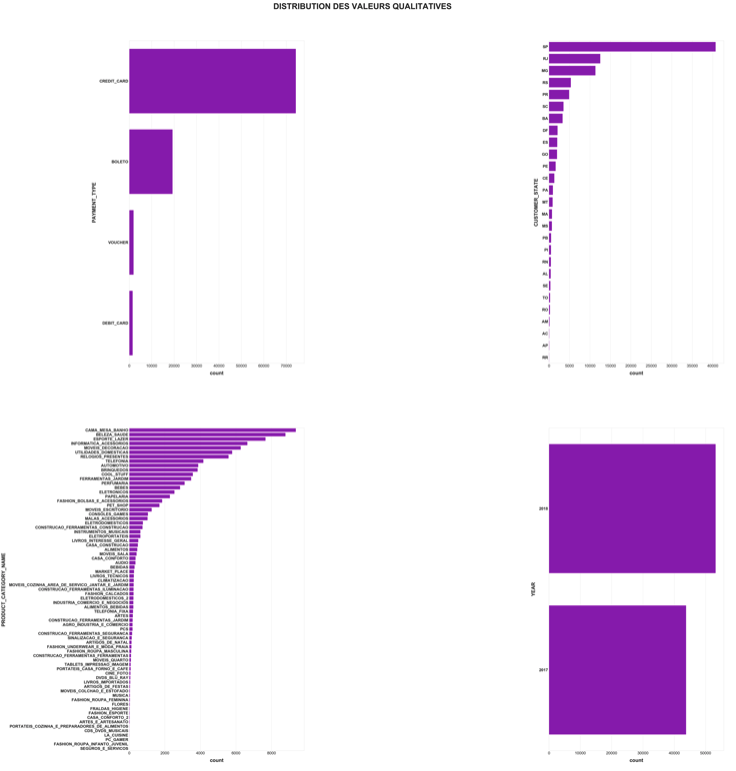 DISTRIBUTION DES VALEURS QUALITATIVES
PAYMENT_TYPE
CREDIT_CARD
BOLETO
VOUCHER
DEBIT_CARD
0 10000 20000 30000 40000 50000 60000 70000
count
CUSTOMER_STATE
SP
RJ
MG
RS
PR
SC
BA
DF
ES
GO
PE
CE
PA
MT
MA
MS
PB
PI
RN
AL
SE
TO
RO
AM
AC
AP
RR
0 5000 10000 15000 20000 25000 30000 35000 40000
count
PRODUCT_CATEGORY_NAME
CAMA_MESA_BANHO
BELEZA_SAUDE
ESPORTE_LAZER
INFORMATICA_ACESSORIOS
MOVEIS_DECORACAO
UTILIDADES_DOMESTICAS
RELOGIOS_PRESENTES
TELEFONIA
AUTOMOTIVO
BRINQUEDOS
COOL_STUFF
FERRAMENTAS_JARDIM
PERFUMARIA
BEBES
ELETRONICOS
PAPELARIA
FASHION_BOLSAS_E_ACESSORIOS
PET_SHOP
MOVEIS_ESCRITORIO
CONSOLES_GAMES
MALAS_ACESSORIOS
ELETRODOMESTICOS
CONSTRUCAO_FERRAMENTAS_CONSTRUCAO
INSTRUMENTOS_MUSICAIS
ELETROPORTATEIS
LIVROS_INTERESSE_GERAL
CASA_CONSTRUCAO
ALIMENTOS
MOVEIS_SALA
CASA_CONFORTO
AUDIO
BEBIDAS
MARKET_PLACE
LIVROS_TECNICOS
CLIMATIZACAO
MOVEIS_COZINHA_AREA_DE_SERVICO_JANTAR_E_JARDIM
CONSTRUCAO_FERRAMENTAS_ILUMINACAO
FASHION_CALCADOS
ELETRODOMESTICOS_2
INDUSTRIA_COMERCIO_E_NEGOCIOS
ALIMENTOS_BEBIDAS
TELEFONIA_FIXA
ARTES
CONSTRUCAO_FERRAMENTAS_JARDIM
AGRO_INDUSTRIA_E_COMERCIO
PCS
CONSTRUCAO_FERRAMENTAS_SEGURANCA
SINALIZACAO_E_SEGURANCA
ARTIGOS_DE_NATAL
FASHION_UNDERWEAR_E_MODA_PRAIA
FASHION_ROUPA_MASCULINA
CONSTRUCAO_FERRAMENTAS_FERRAMENTAS
MOVEIS_QUARTO
TABLETS_IMPRESSAO_IMAGEM
PORTATEIS_CASA_FORNO_E_CAFE
CINE_FOTO
DVDS_BLU_RAY
LIVROS_IMPORTADOS
ARTIGOS_DE_FESTAS
MOVEIS_COLCHAO_E_ESTOFADO
MUSICA
FASHION_ROUPA_FEMININA
FLORES
FRALDAS_HIGIENE
FASHION_ESPORTE
CASA_CONFORTO_2
ARTES_E_ARTESANATO
PORTATEIS_COZINHA_E_PREPARADORES_DE_ALIMENTOS
CDS_DVDS_MUSICAIS
LA_CUISINE
PC_GAMER
FASHION_ROUPA_INFANTO_JUVENIL
SEGUROS_E_SERVICOS
0 2000 4000 6000 8000
count
YEAR
2018
2017
0 10000 20000 30000 40000 50000
count